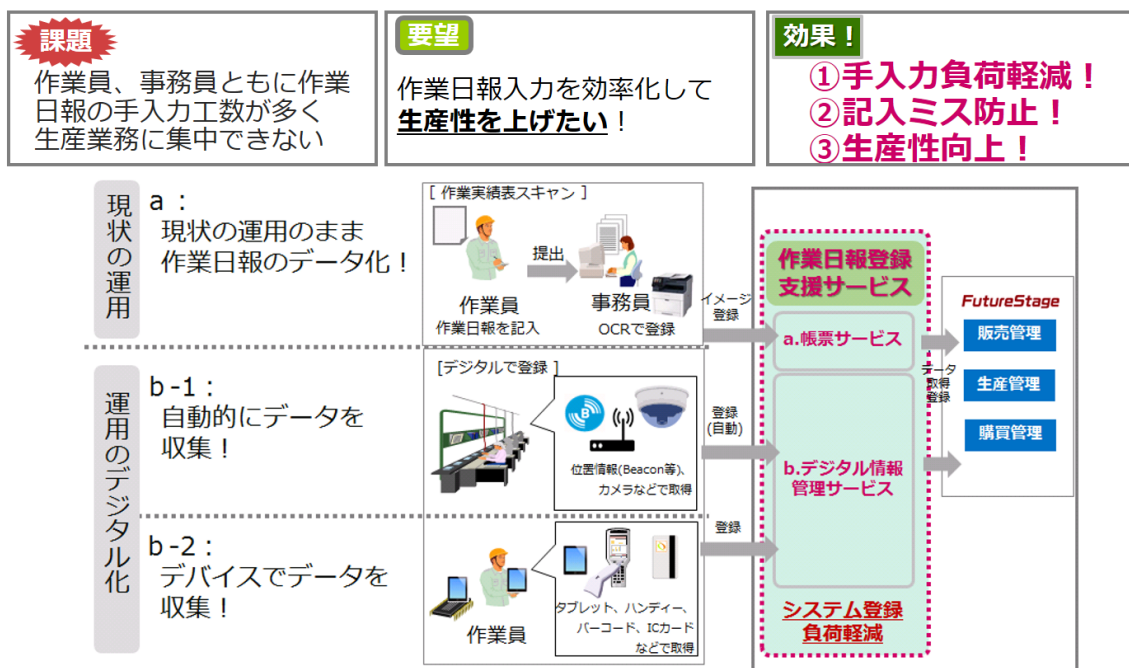 課題
作業員、事務員ともに作業
日報の手入力工数が多く
生産業務に集中できない
要望
作業日報入力を効率化して
生産性を上げたい！
効果！
①手入力負荷軽減！
②記入ミス防止！
③生産性向上！
現状の運用
a：
現状の運用のまま
作業日報のデータ化！
[ 作業実績表スキャン ]
提出
作業員
作業日報を記入
事務員
OCRで登録
イメージ
登録
運用のデジタル化
b-1：
自動的にデータを
収集！
[デジタルで登録 ]
B
位置情報(Beacon等)、
カメラなどで取得
登録
(自動)
b-2：
デバイスでデータを
収集！
作業員
タブレット、ハンディー、
バーコード、ICカード
などで取得
登録
作業日報登録
支援サービス
a.帳票サービス
b.デジタル情報
管理サービス
システム登録
負荷軽減
データ
取得
登録
FutureStage
販売管理
生産管理
購買管理